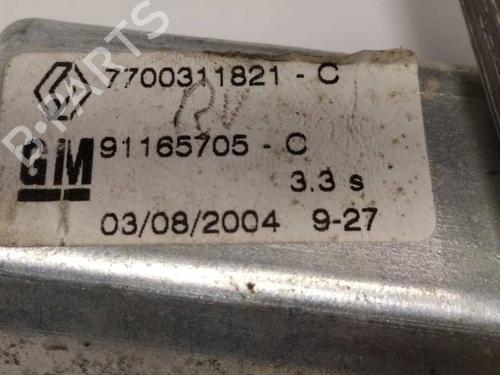 7700311821 - C
RV
GM 91165705 - C
3.3 s
03/08/2004 9-27
B-PARTS